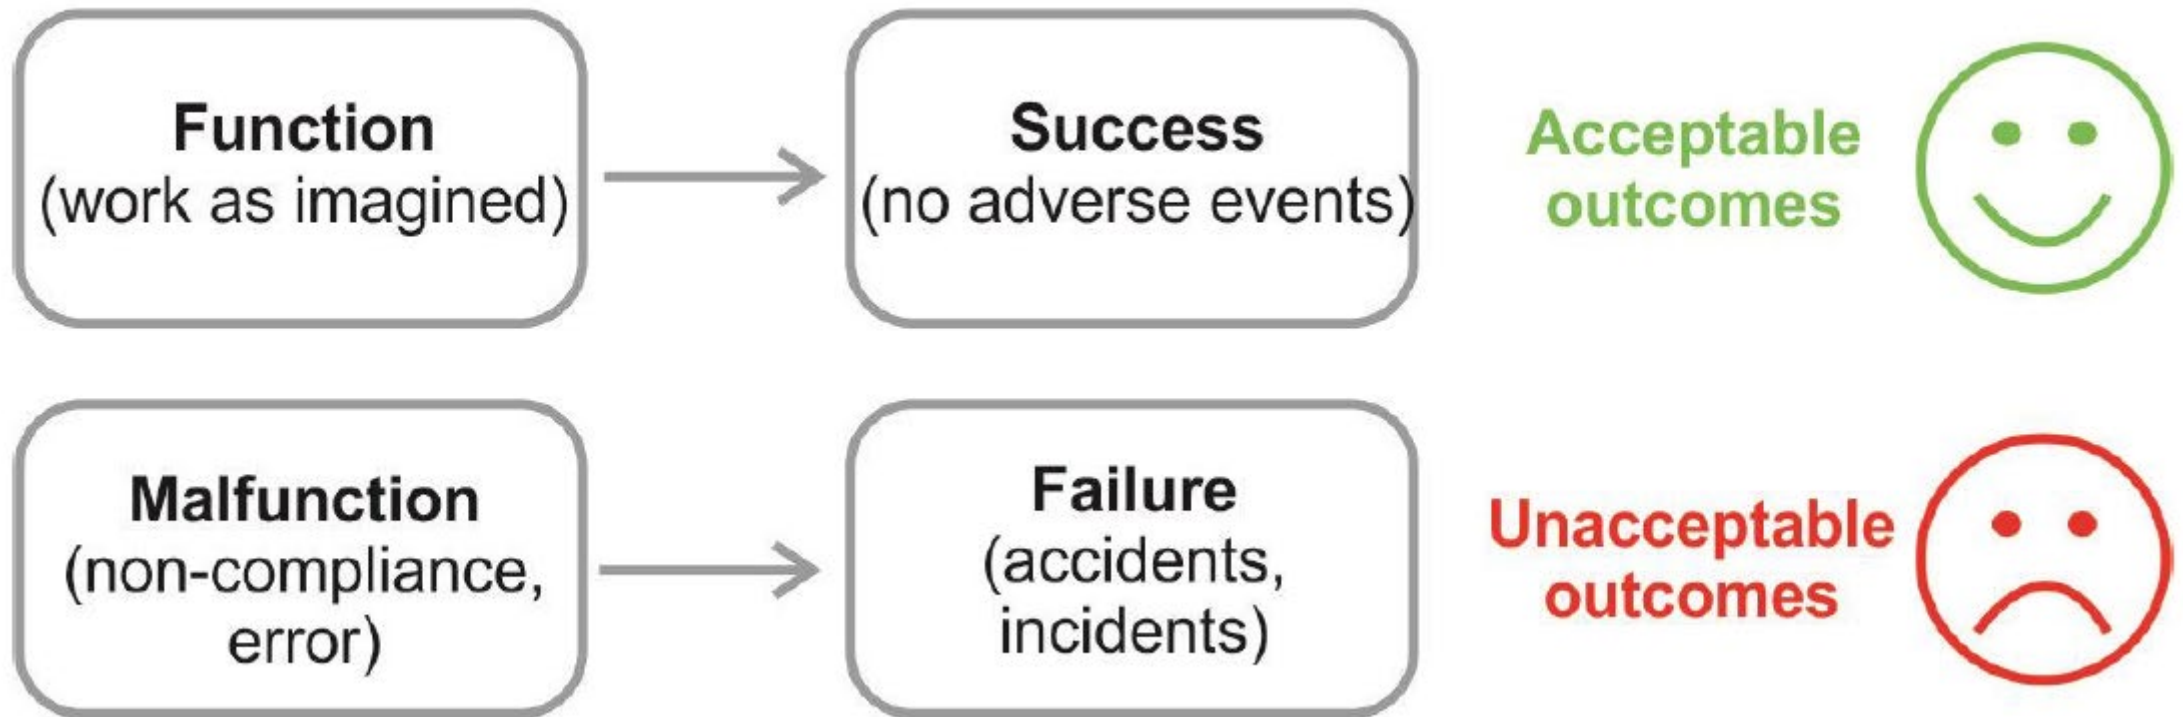 Function
(work as imagined)
Success
(no adverse events)
Acceptable
outcomes
Malfunction
(non-compliance,
error)
Failure
(accidents,
incidents)
Unacceptable
outcomes